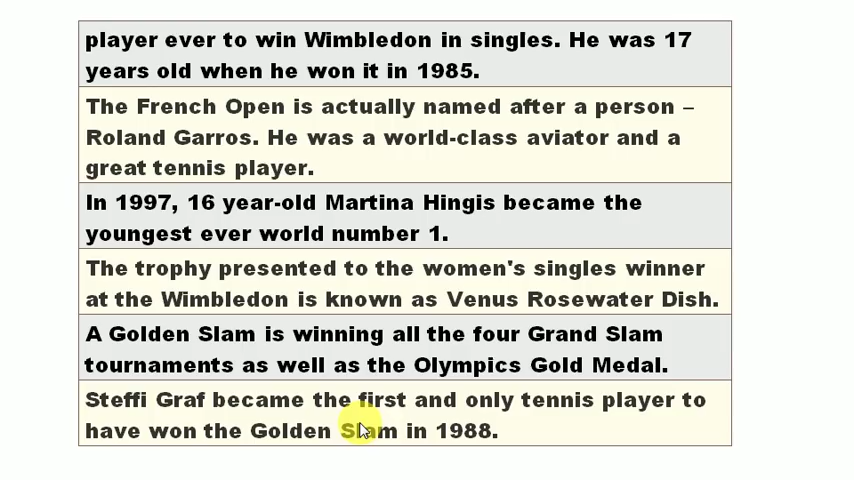 player ever to win Wimbledon in singles. He was 17
years old when he won it in 1985.
The French Open is actually named after a person –
Roland Garros. He was a world-class aviator and a
great tennis player.
In 1997, 16 year-old Martina Hingis became the
youngest ever world number 1.
The trophy presented to the women's singles winner
at the Wimbledon is known as Venus Rosewater Dish.
A Golden Slam is winning all the four Grand Slam
tournaments as well as the Olympics Gold Medal.
Steffi Graf became the first and only tennis player to
have won the Golden Slam in 1988.